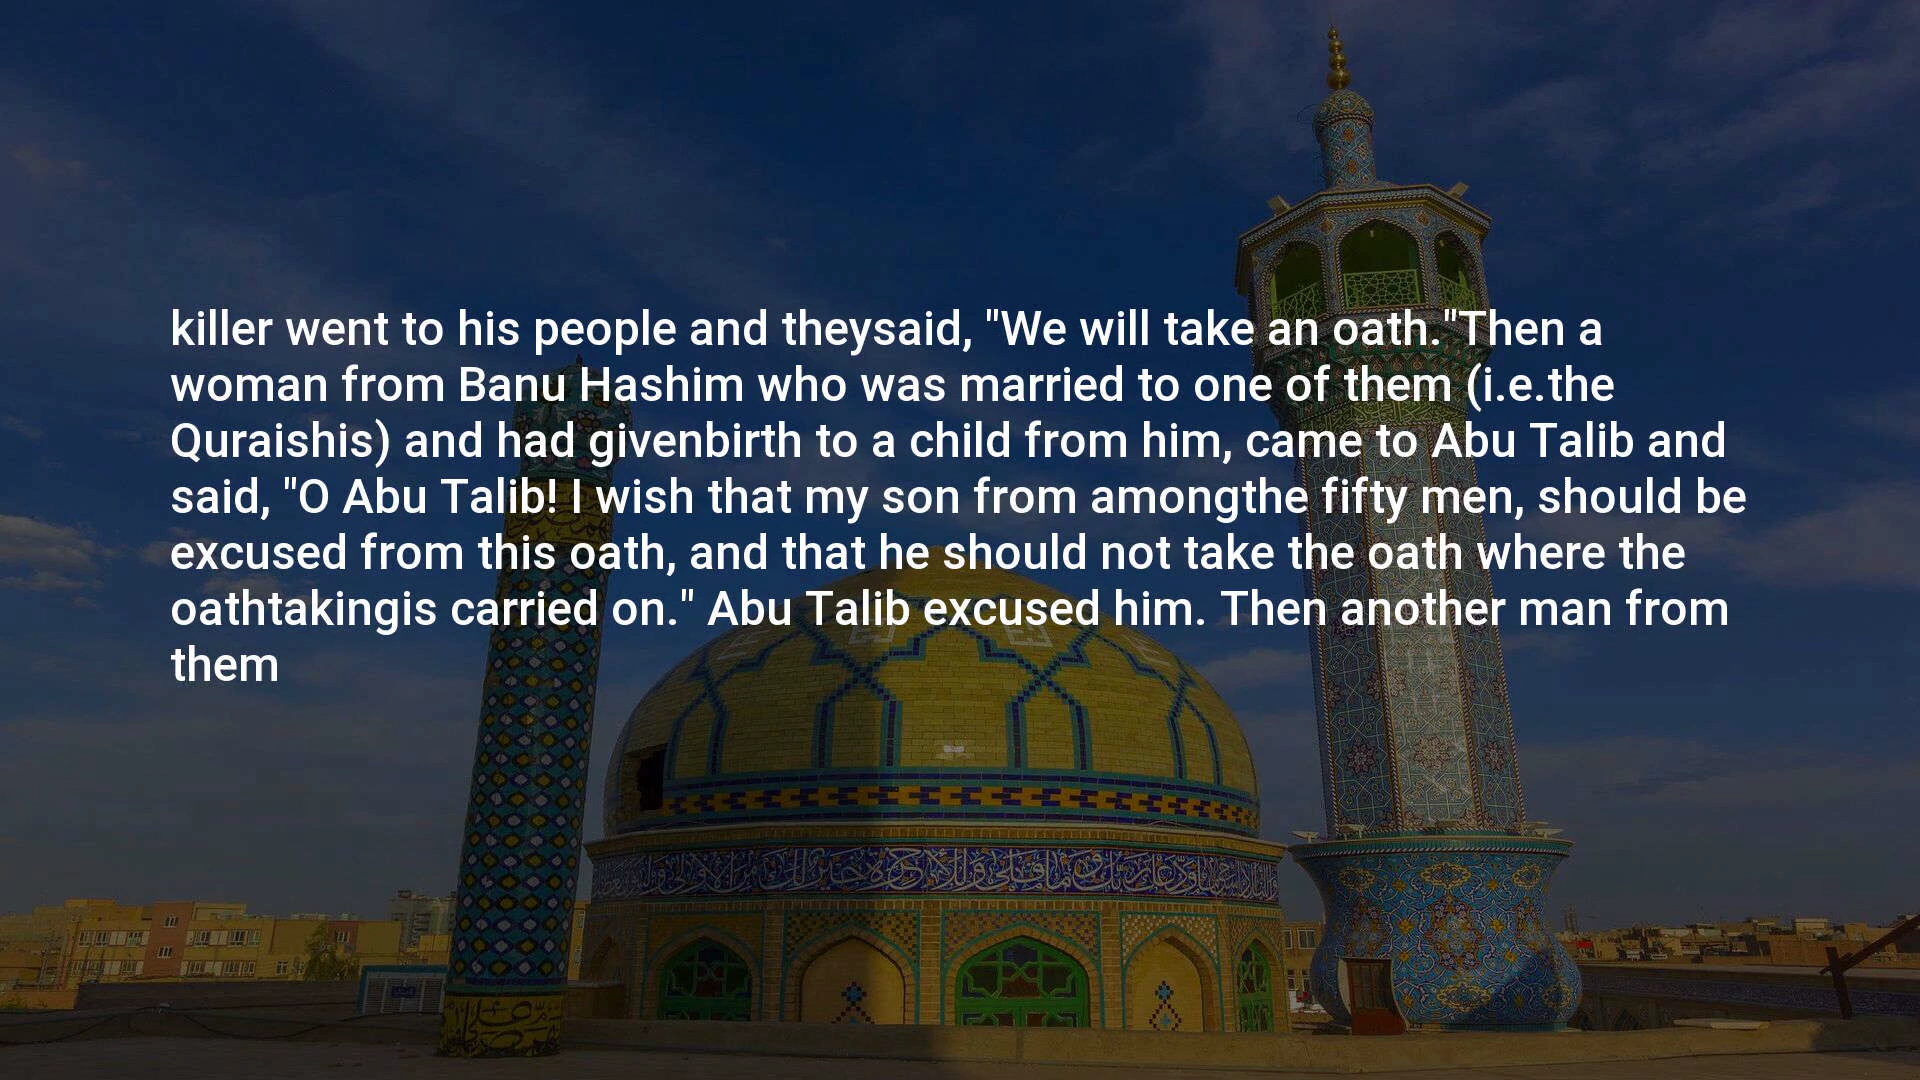 killer went to his people and theysaid, "We will take an oath."Then a
woman from Banu Hashim who was married to one of them (i.e.the
Quraishis) and had givenbirth to a child from him, came to Abu Talib and
said, "O Abu Talib! I wish that my son from amongthe fifty men, should be
excused from this oath, and that he should not take the oath where the
oathtakingis carried on." Abu Talib excused him. Then another man from
them